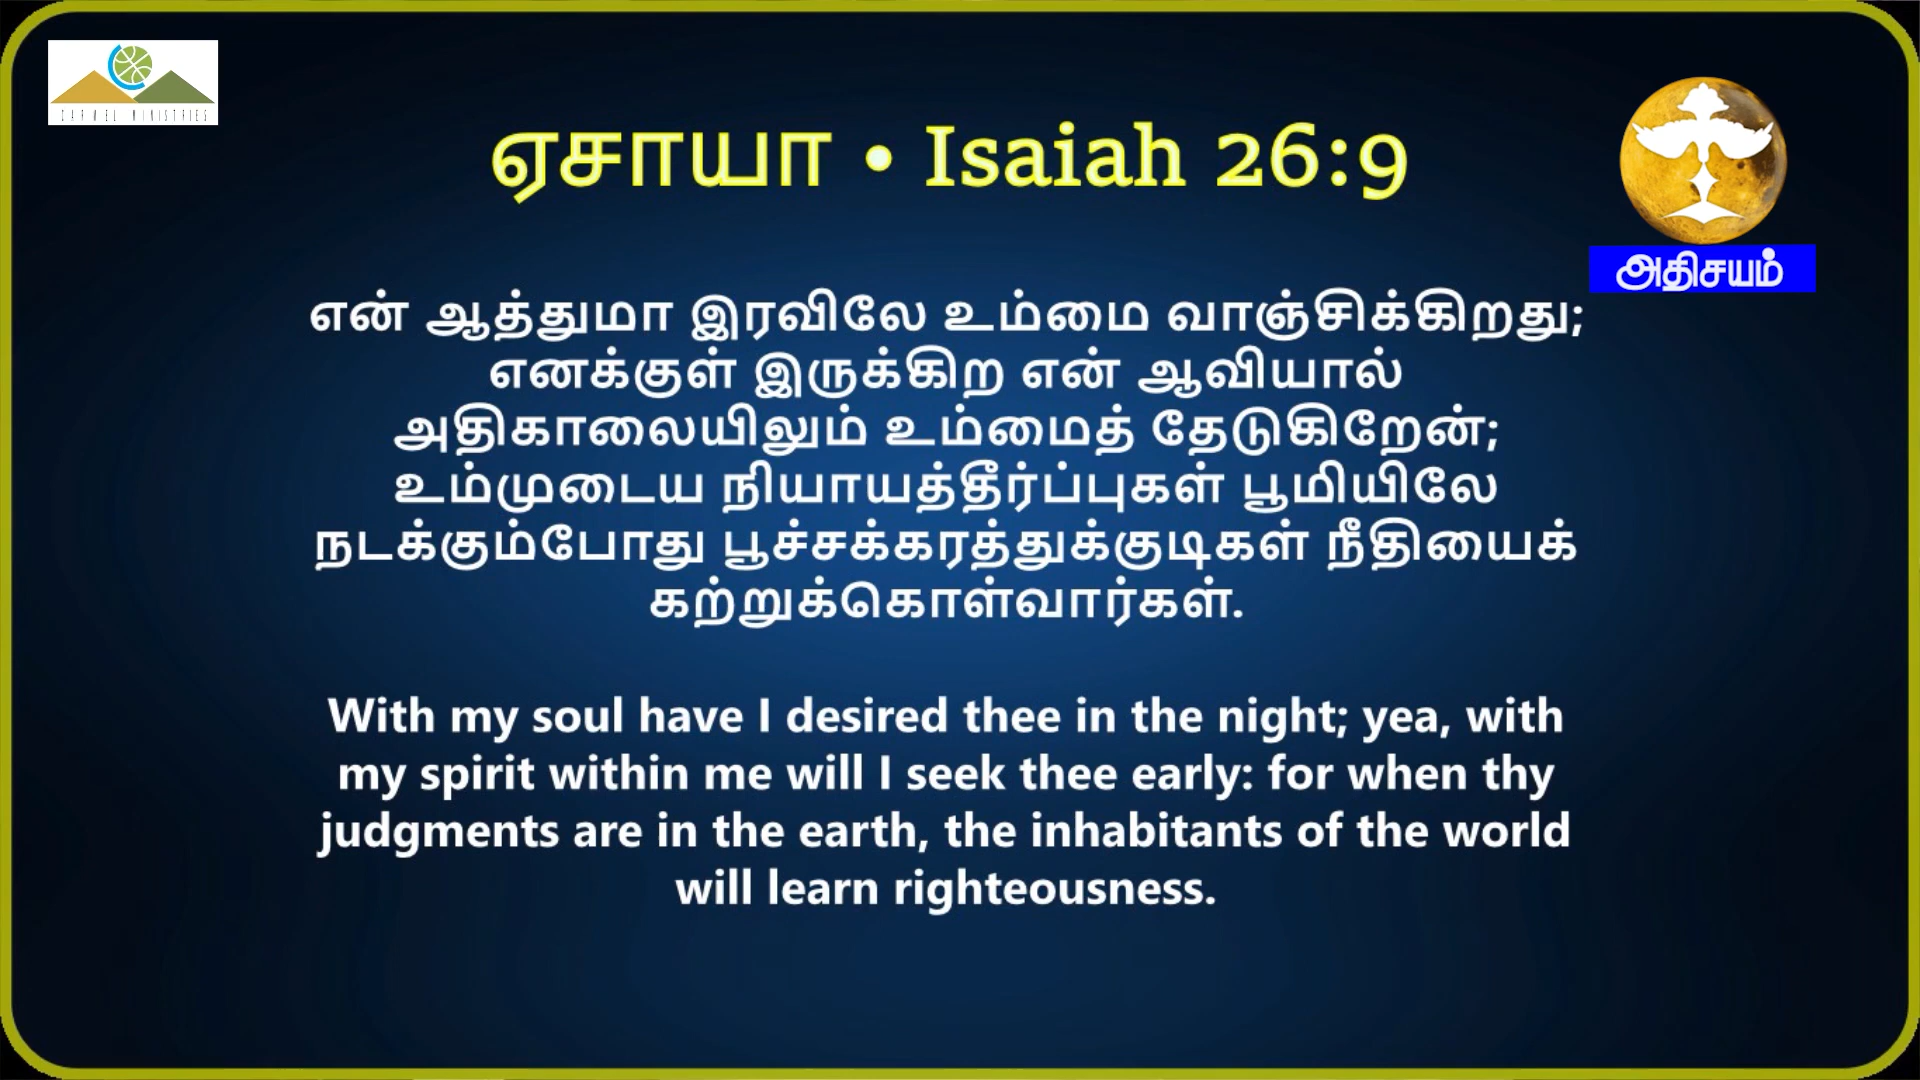 CARMEL MINISTRIES
ஏசாயா • Isaiah 26:9
அதிசயம்
என் ஆத்துமா இரவிலே உம்மை வாஞ்சிக்கிறது;
எனக்குள் இருக்கிற என் ஆவியால்
அதிகாலையிலும் உம்மைத் தேடுகிறேன்;
உம்முடைய நியாயத்தீர்ப்புகள் பூமியிலே
நடக்கும்போது பூச்சக்கரத்துக்குடிகள் நீதியைக்
கற்றுக்கொள்வார்கள்.
With my soul have I desired thee in the night; yea, with
my spirit within me will I seek thee early: for when thy
judgments are in the earth, the inhabitants of the world
will learn righteousness.